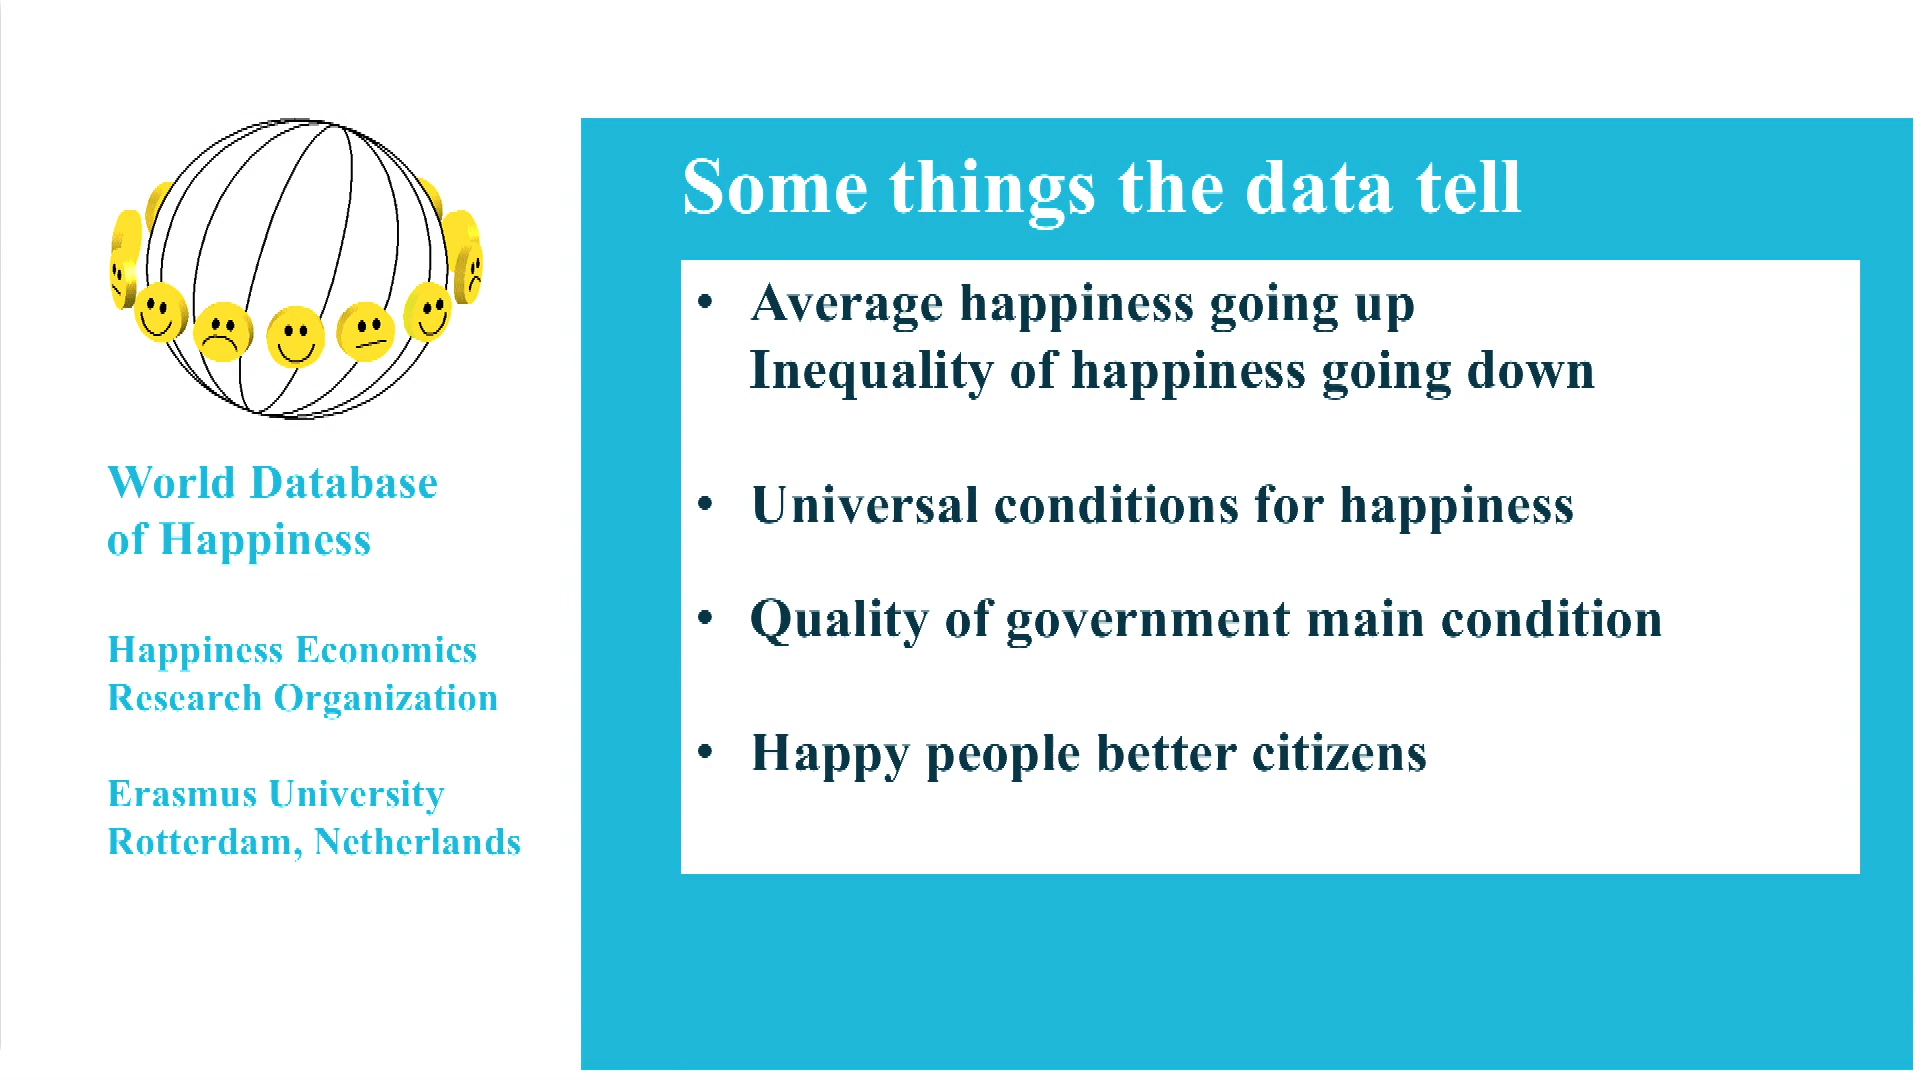 World Database
of Happiness
Happiness Economics
Research Organization
Erasmus University
Rotterdam, Netherlands
Some things the data tell
• Average happiness going up
Inequality of happiness going down
• Universal conditions for happiness
• Quality of government main condition
• Happy people better citizens